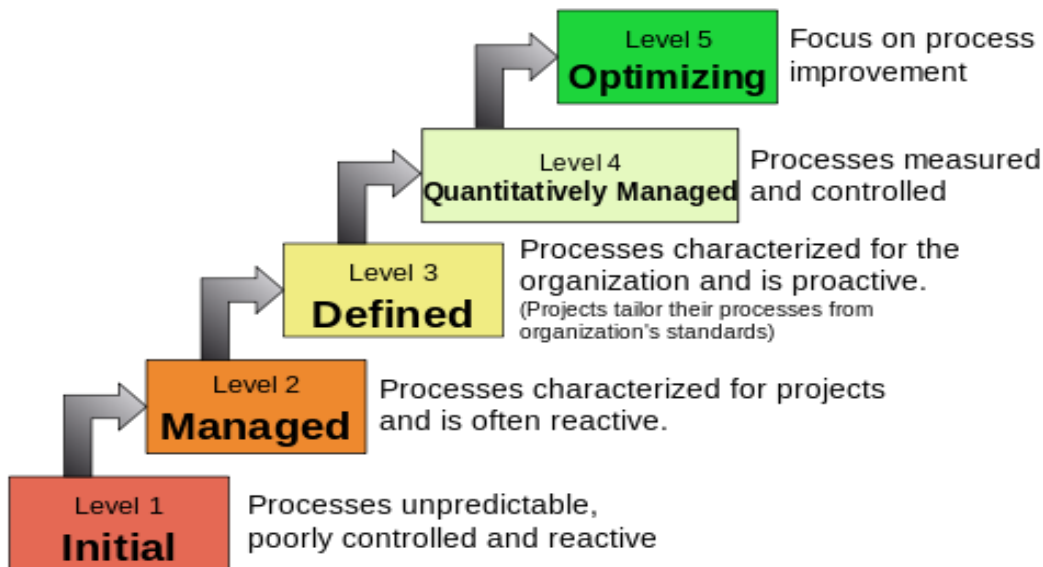 Level 5
Optimizing
Focus on process
improvement
Level 4
Quantitatively Managed
Processes measured
and controlled
Level 3
Defined
Processes characterized for the
organization and is proactive.
(Projects tailor their processes from
organization's standards)
Level 2
Managed
Processes characterized for projects
and is often reactive.
Level 1
Initial
Processes unpredictable,
poorly controlled and reactive